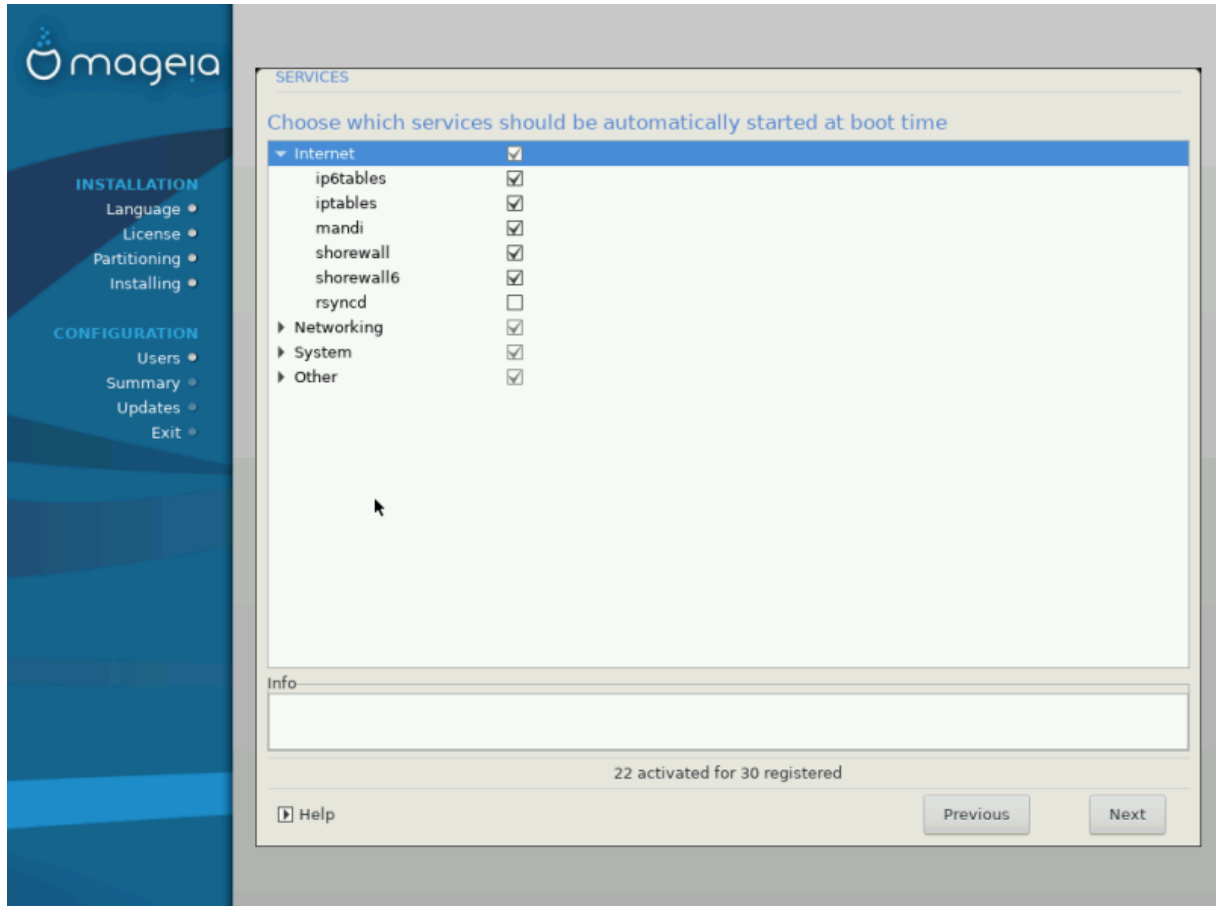 mageia
INSTALLATION
Language
License
Partitioning
Installing
CONFIGURATION
Users
Summary
Updates
Exit
SERVICES
Choose which services should be automatically started at boot time
Internet
ip6tables
iptables
mandi
shorewall
shorewall6
rsyncd
Networking
System
Other
Info
22 activated for 30 registered
Help
Previous
Next